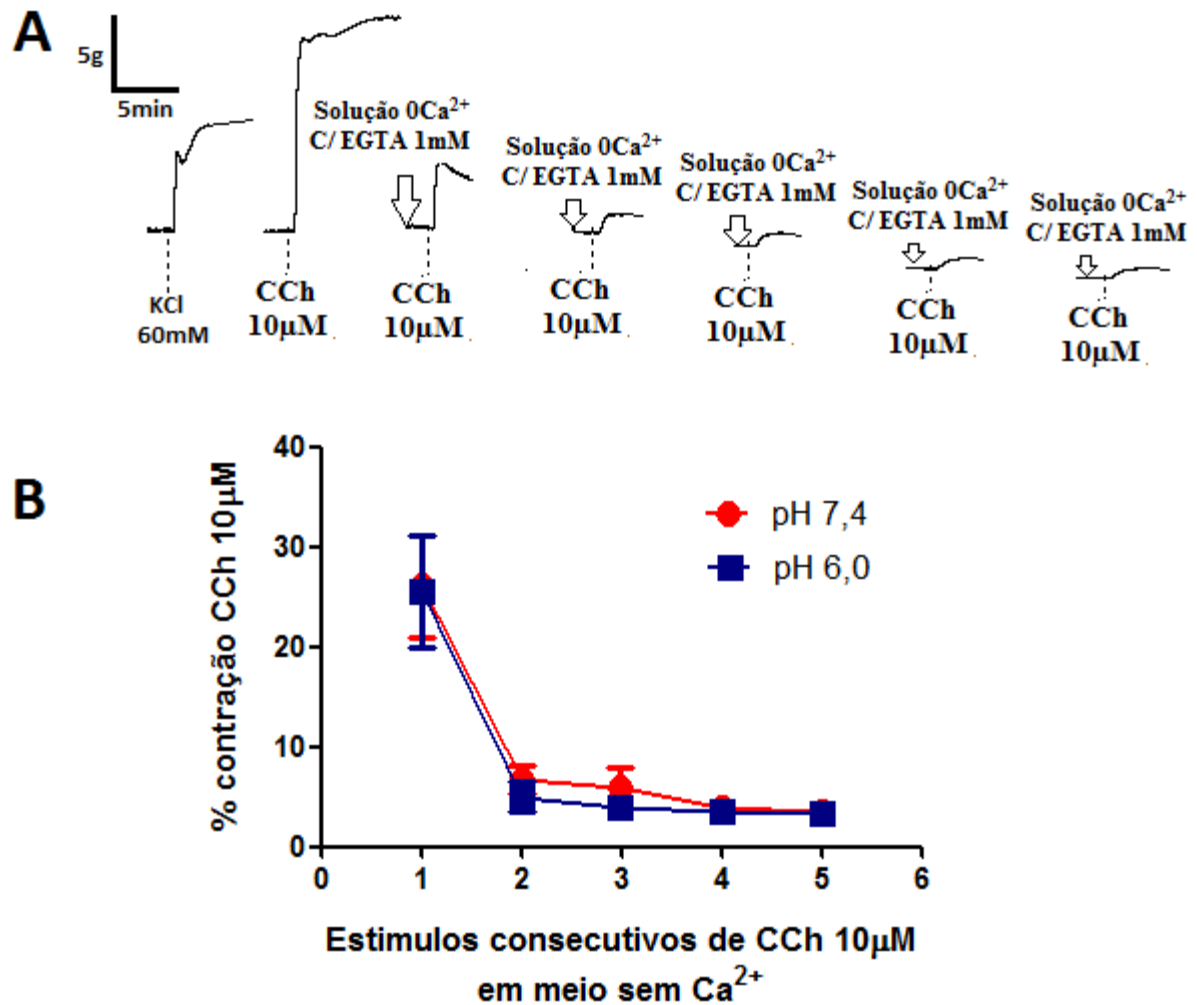 A
5g
5min
KCl
60mM
CCh
10µM
Solução 0Ca²⁺
C/ EGTA 1mM
CCh
10µM
Solução 0Ca²⁺
C/ EGTA 1mM
CCh
10µM
Solução 0Ca²⁺
C/ EGTA 1mM
CCh
10µM
Solução 0Ca²⁺
C/ EGTA 1mM
CCh
10µM
Solução 0Ca²⁺
C/ EGTA 1mM
CCh
10µM
B
% contração CCh 10µM
40
30
20
10
0
pH 7,4
pH 6,0
0 1 2 3 4 5 6
Estimulos consecutivos de CCh 10µM
em meio sem Ca²⁺